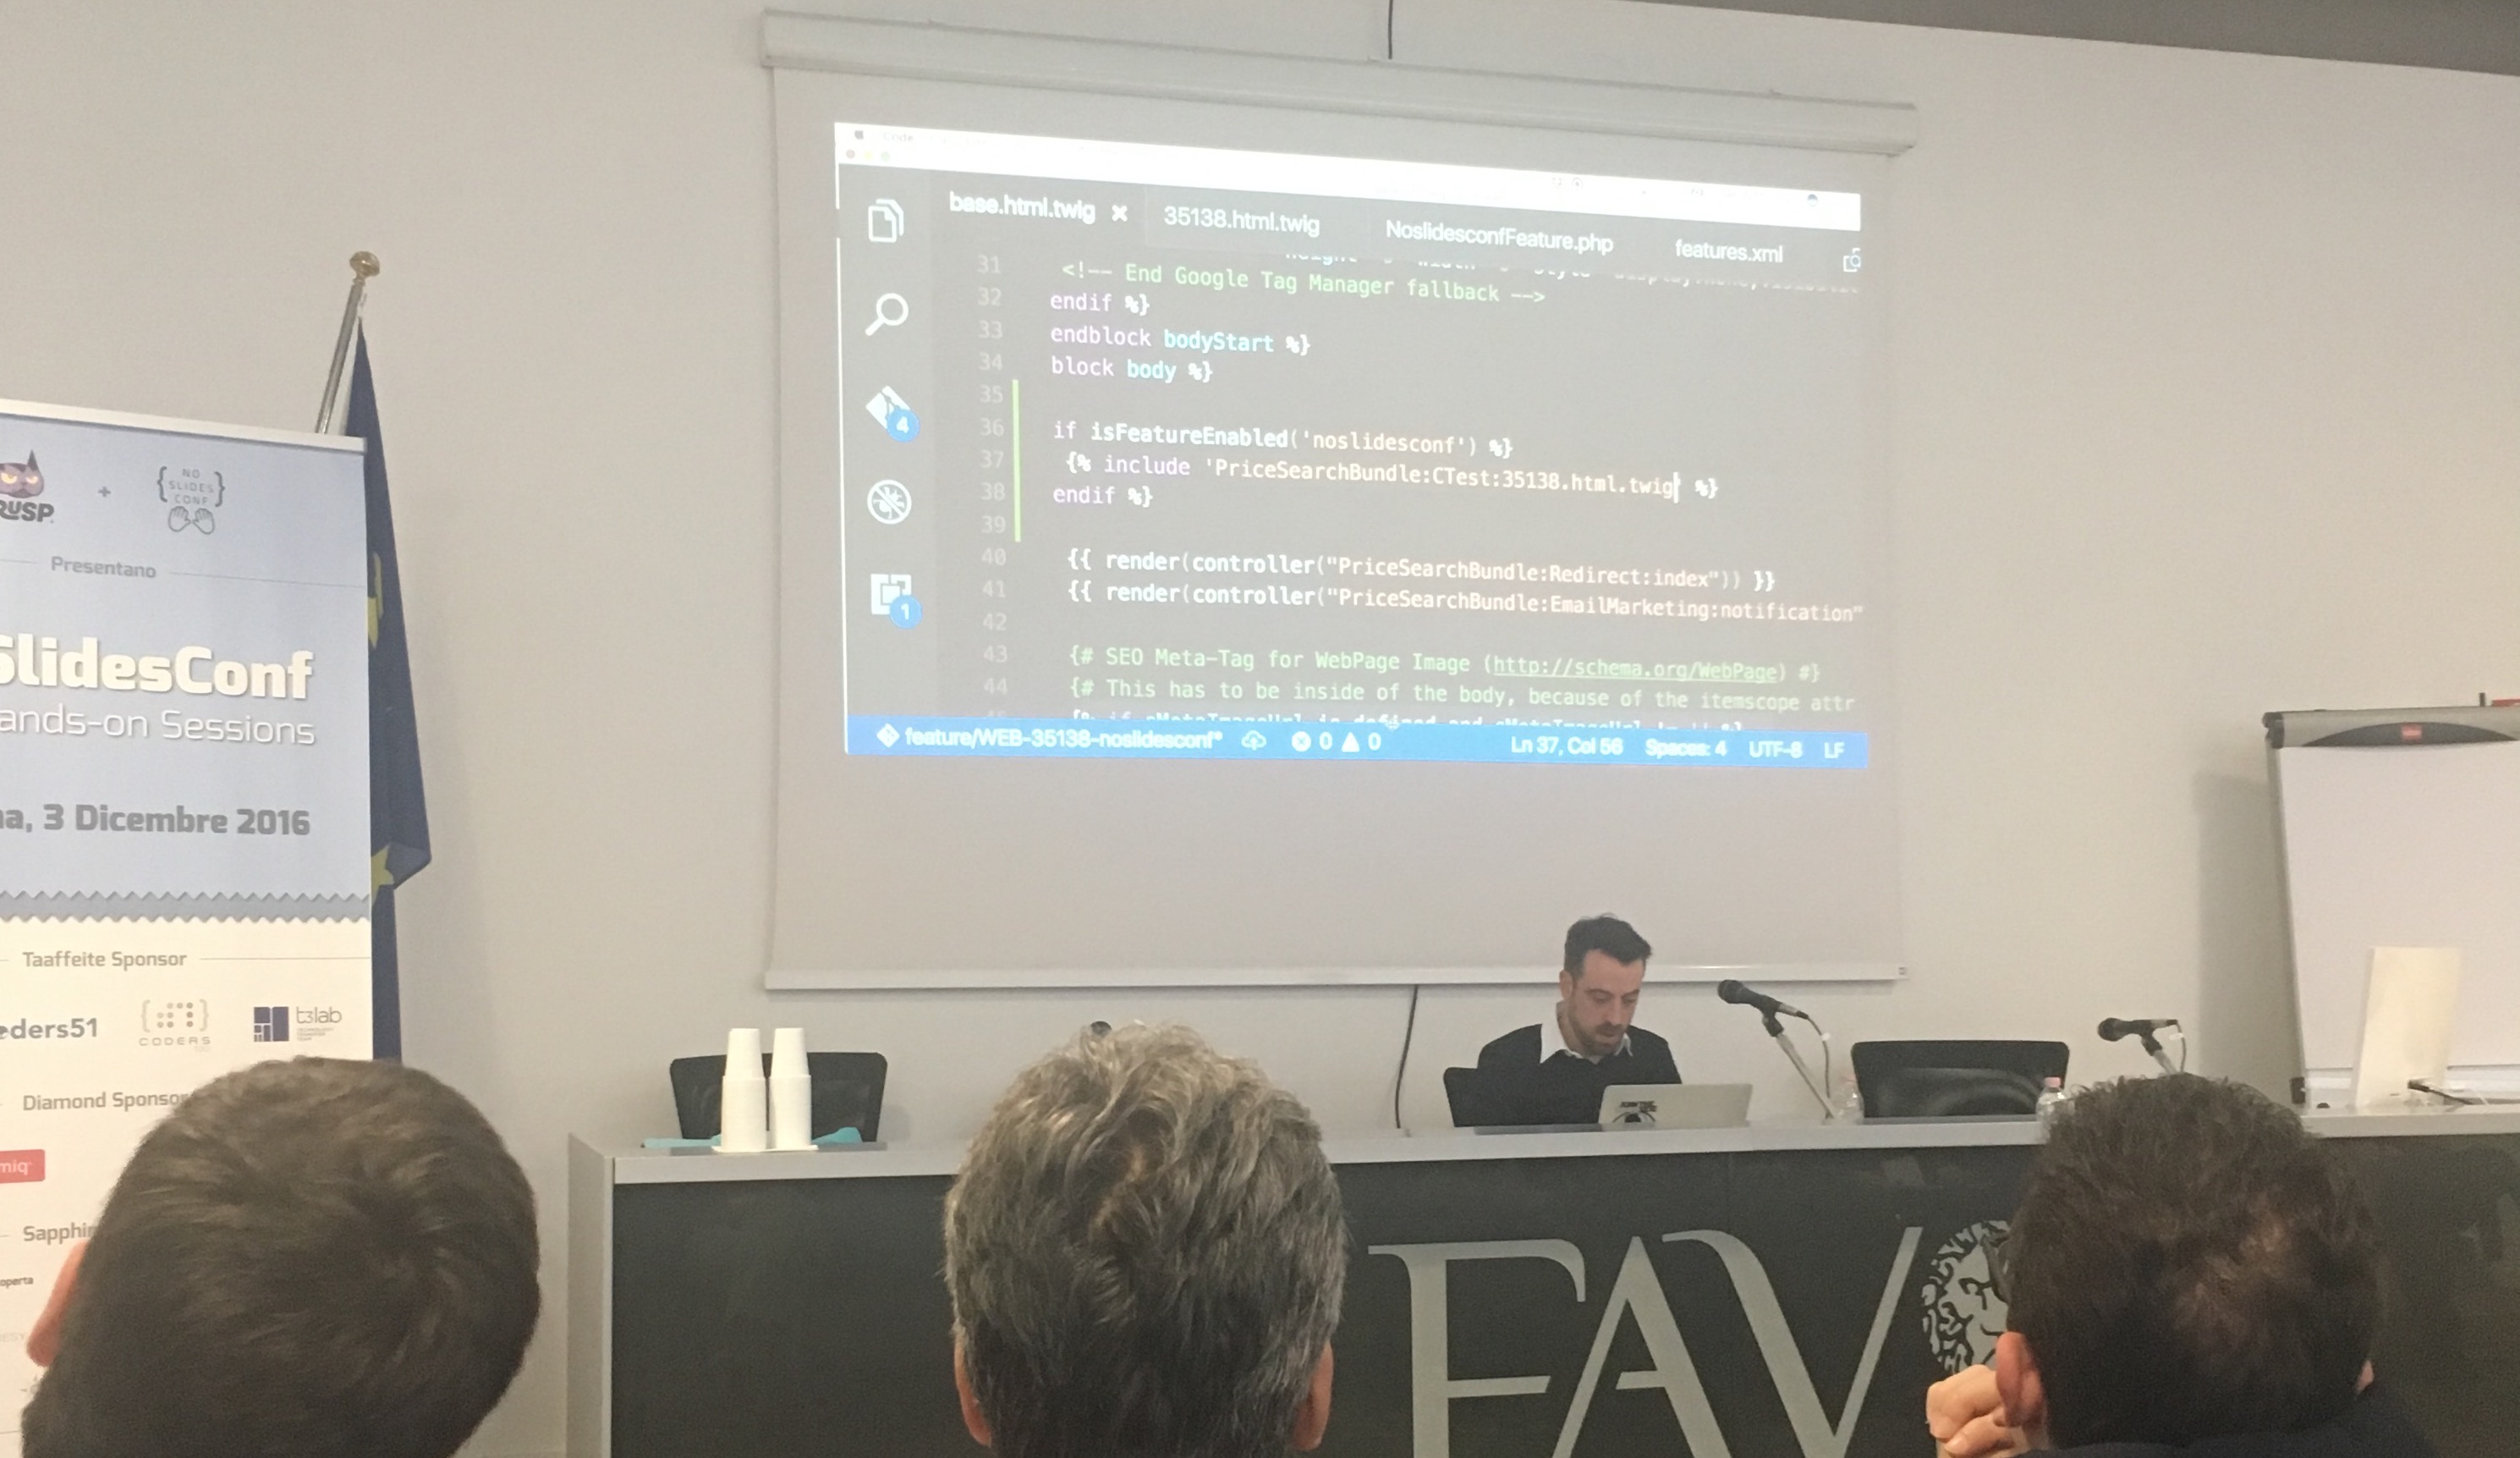 Code
base.html.twig × 35138.html.twig NoslidesconfFeature.php features.xml
31 <!-- End Google Tag Manager fallback -->
32 endif %}
33 endblock bodyStart %}
34 block body %}
35
36 if isFeatureEnabled('noslidesconf') %}
37 {% include 'PriceSearchBundle:CTest:35138.html.twig' %}
38 endif %}
39
40 {{ render(controller("PriceSearchBundle:Redirect:index")) }}
41 {{ render(controller("PriceSearchBundle:EmailMarketing:notification"
42
43 {# SEO Meta-Tag for WebPage Image (http://schema.org/WebPage) #}
44 {# This has to be inside of the body, because of the itemscope attr
4
1
feature/WEB-35138-noslidesconf* 0 0 Ln 37, Col 56 Spaces: 4 UTF-8 LF
RUSP + { NO SLIDES CONF }
Presentano
SlidesConf
ands-on Sessions
na, 3 Dicembre 2016
Taaffeite Sponsor
eders51 CODERS t3lab
Diamond Sponsor
miq
Sapphir
operta
FAV